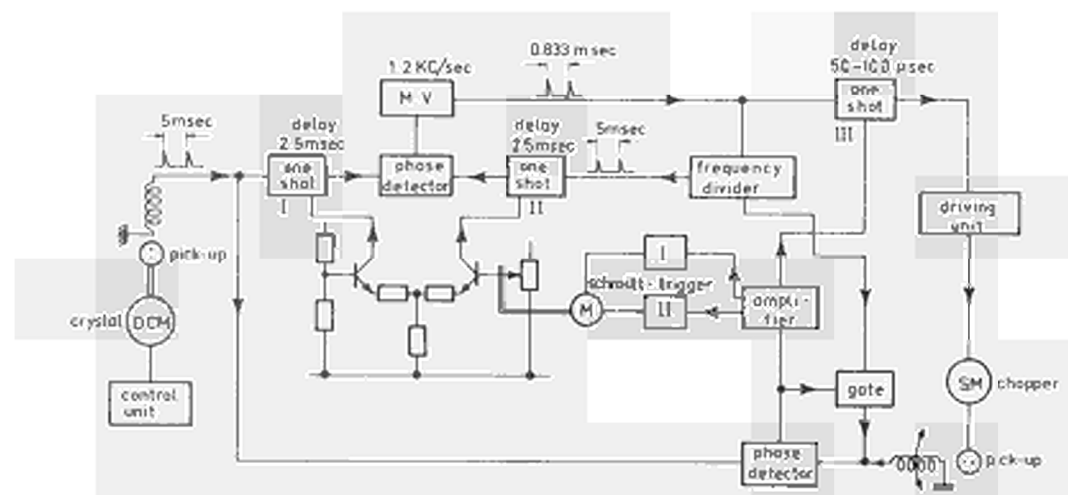 0.833 msec
1.2 KC/sec
M V
delay
50-100 µsec
one
shot
III
5msec
delay
2.5msec
one
shot
I
phase
detector
delay
2.5msec
one
shot
II
5msec
frequency
divider
driving
unit
pick-up
crystal
DCM
control
unit
I
schmitt-trigger
M
II
ampli-
fier
gate
SM
chopper
phase
detector
pick-up